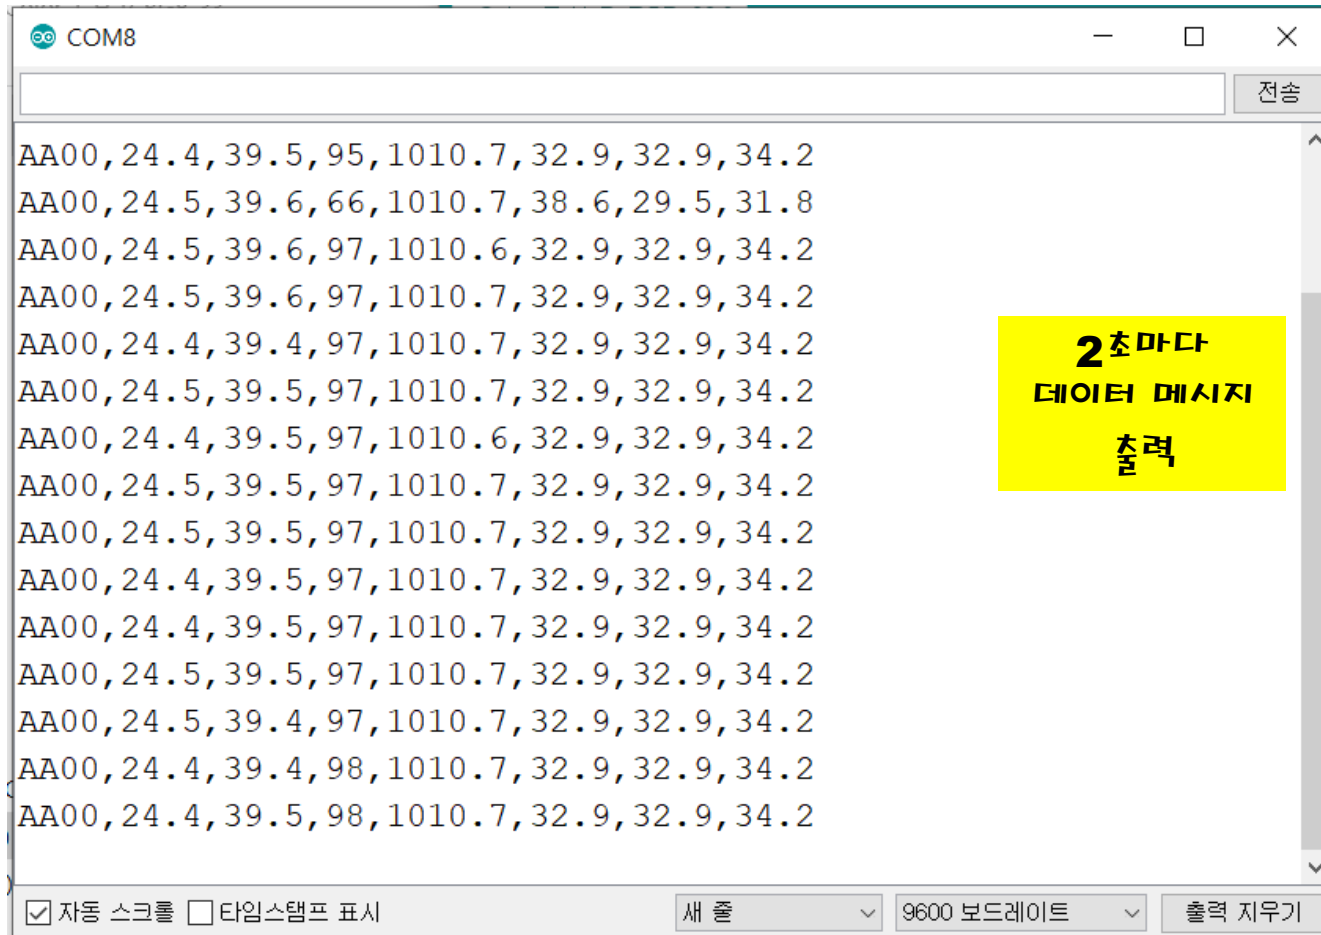 COM8
전송
AA00,24.4,39.5,95,1010.7,32.9,32.9,34.2
AA00,24.5,39.6,66,1010.7,38.6,29.5,31.8
AA00,24.5,39.6,97,1010.6,32.9,32.9,34.2
AA00,24.5,39.6,97,1010.7,32.9,32.9,34.2
AA00,24.4,39.4,97,1010.7,32.9,32.9,34.2
AA00,24.5,39.5,97,1010.7,32.9,32.9,34.2
AA00,24.4,39.5,97,1010.6,32.9,32.9,34.2
AA00,24.5,39.5,97,1010.7,32.9,32.9,34.2
AA00,24.5,39.5,97,1010.7,32.9,32.9,34.2
AA00,24.4,39.5,97,1010.7,32.9,32.9,34.2
AA00,24.4,39.5,97,1010.7,32.9,32.9,34.2
AA00,24.5,39.5,97,1010.7,32.9,32.9,34.2
AA00,24.5,39.4,97,1010.7,32.9,32.9,34.2
AA00,24.4,39.4,98,1010.7,32.9,32.9,34.2
AA00,24.4,39.5,98,1010.7,32.9,32.9,34.2
2초마다
데이터 메시지
출력
자동 스크롤 타임스탬프 표시 새 줄 9600 보드레이트 출력 지우기